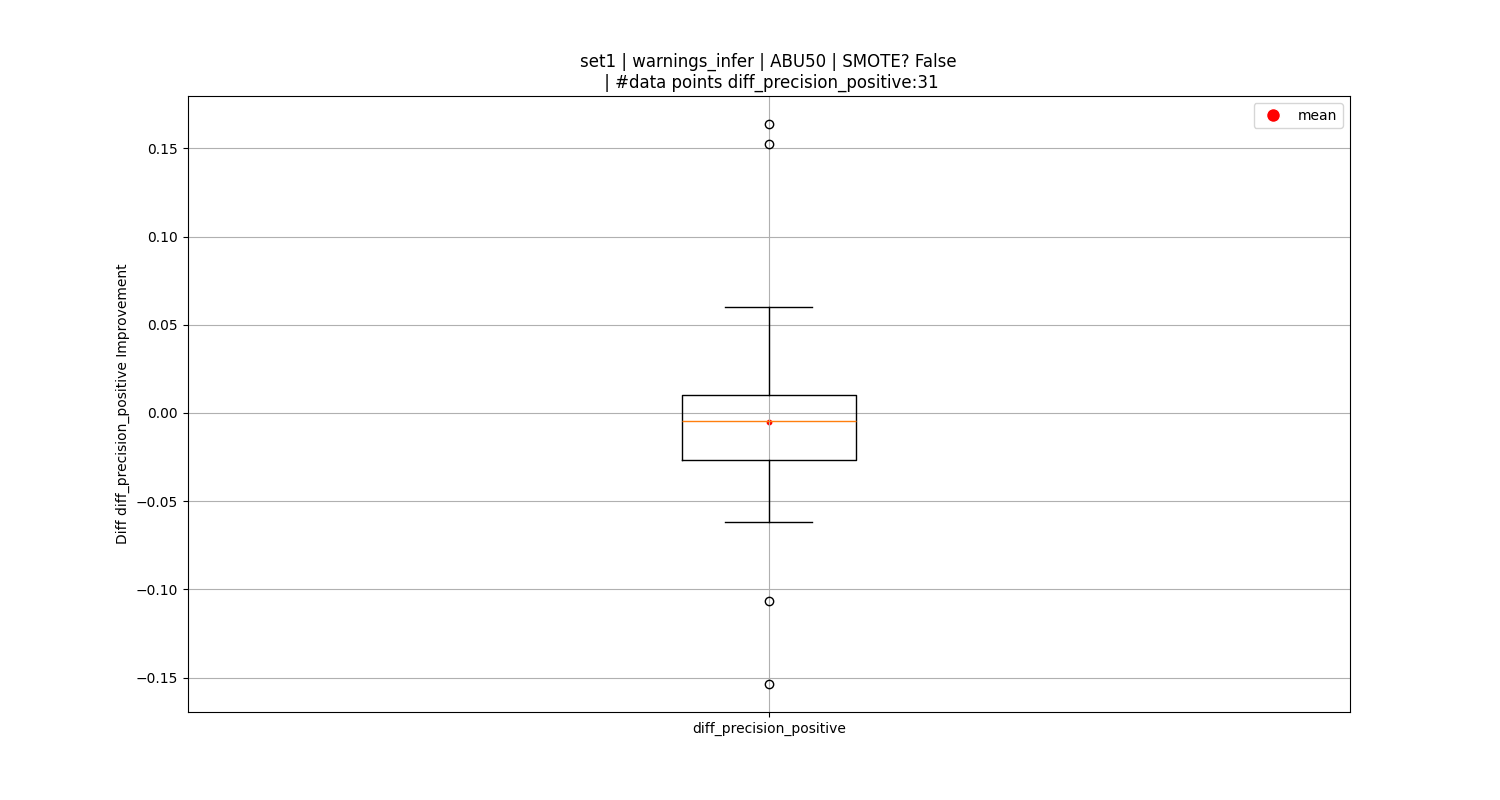 set1 | warnings_infer | ABU50 | SMOTE? False
| #data points diff_precision_positive:31
mean
0.15
0.10
0.05
0.00
−0.05
−0.10
−0.15
Diff diff_precision_positive Improvement
diff_precision_positive